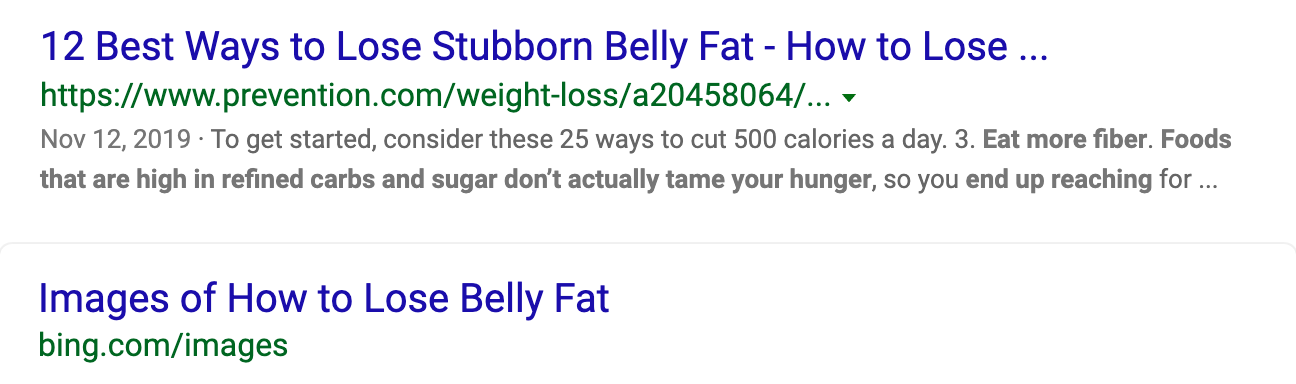 12 Best Ways to Lose Stubborn Belly Fat - How to Lose ...
https://www.prevention.com/weight-loss/a20458064/...
Nov 12, 2019 · To get started, consider these 25 ways to cut 500 calories a day. 3. Eat more fiber. Foods
that are high in refined carbs and sugar don’t actually tame your hunger, so you end up reaching for ...
Images of How to Lose Belly Fat
bing.com/images